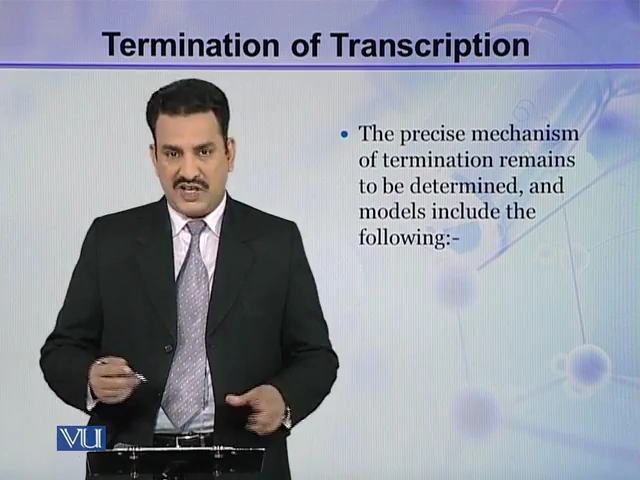 Termination of Transcription
• The precise mechanism
of termination remains
to be determined, and
models include the
following:-
VU